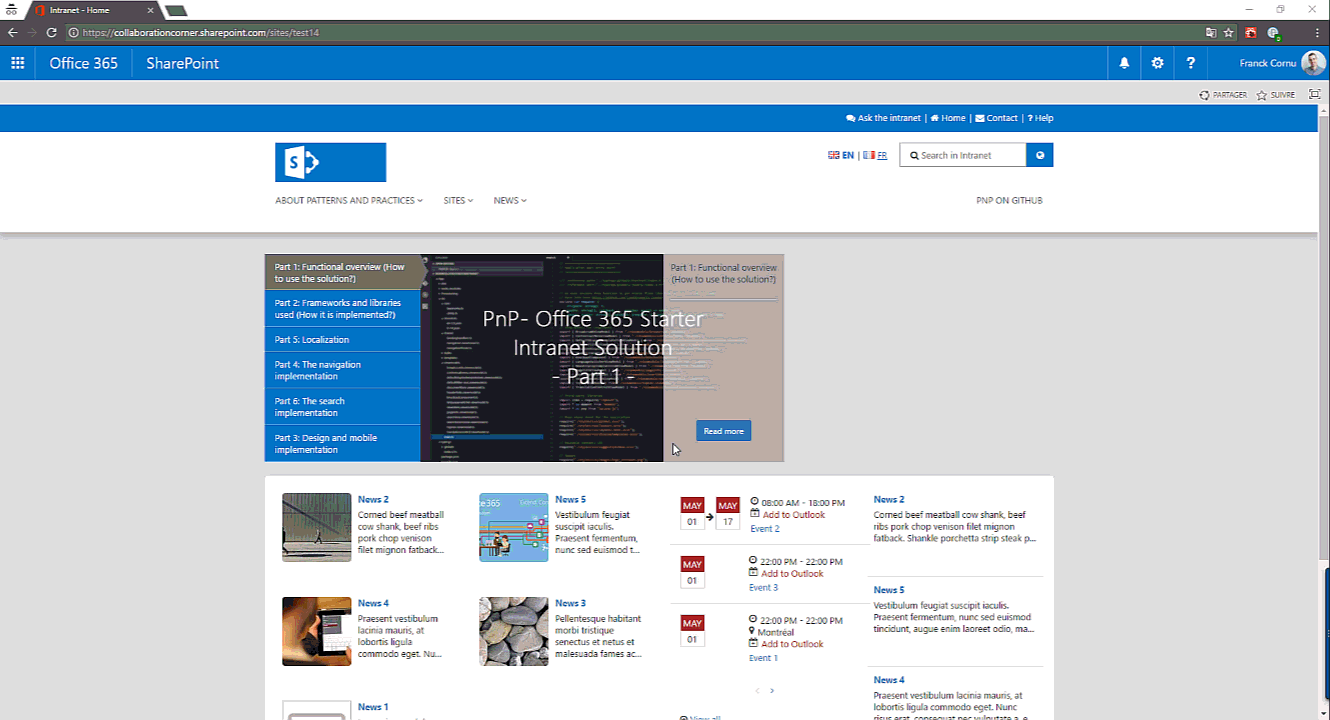 Intranet - Home
https://collaborationcorner.sharepoint.com/sites/test14
Office 365
SharePoint
Franck Cornu
PARTAGER
SUIVRE
Ask the intranet | Home | Contact | ? Help
S
EN | FR
Search in Intranet
ABOUT PATTERNS AND PRACTICES
SITES
NEWS
PNP ON GITHUB
Part 1: Functional overview (How
to use the solution?)
Part 2: Frameworks and libraries
used (How it is implemented?)
Part 5: Localization
Part 4: The navigation
implementation
Part 6: The search
implementation
Part 3: Design and mobile
implementation
PnP- Office 365 Starter
Intranet Solution
- Part 1 -
Part 1: Functional overview
(How to use the solution?)
Read more
News 2
Corned beef meatball
cow shank, beef ribs
pork chop venison
filet mignon fatback...
News 5
Vestibulum feugiat
suscipit iaculis.
Praesent fermentum,
nunc sed euismod t...
News 4
Praesent vestibulum
lacinia mauris, at
lobortis ligula
commodo eget. Nu...
News 3
Pellentesque habitant
morbi tristique
senectus et netus et
malesuada fames ac...
News 1
MAY
01
MAY
17
08:00 AM - 18:00 PM
Add to Outlook
Event 2
MAY
01
22:00 PM - 22:00 PM
Add to Outlook
Event 3
MAY
01
22:00 PM - 22:00 PM
Montréal
Add to Outlook
Event 1
View all
News 2
Corned beef meatball cow shank, beef
ribs pork chop venison filet mignon
fatback. Shankle porchetta strip steak p...
News 5
Vestibulum feugiat suscipit iaculis.
Praesent fermentum, nunc sed euismod
tincidunt, augue enim laoreet odio, ma...
News 4
Praesent vestibulum lacinia mauris, at
lobortis ligula commodo eget. Nunc
risus erat, consequat nec vulputate a, e